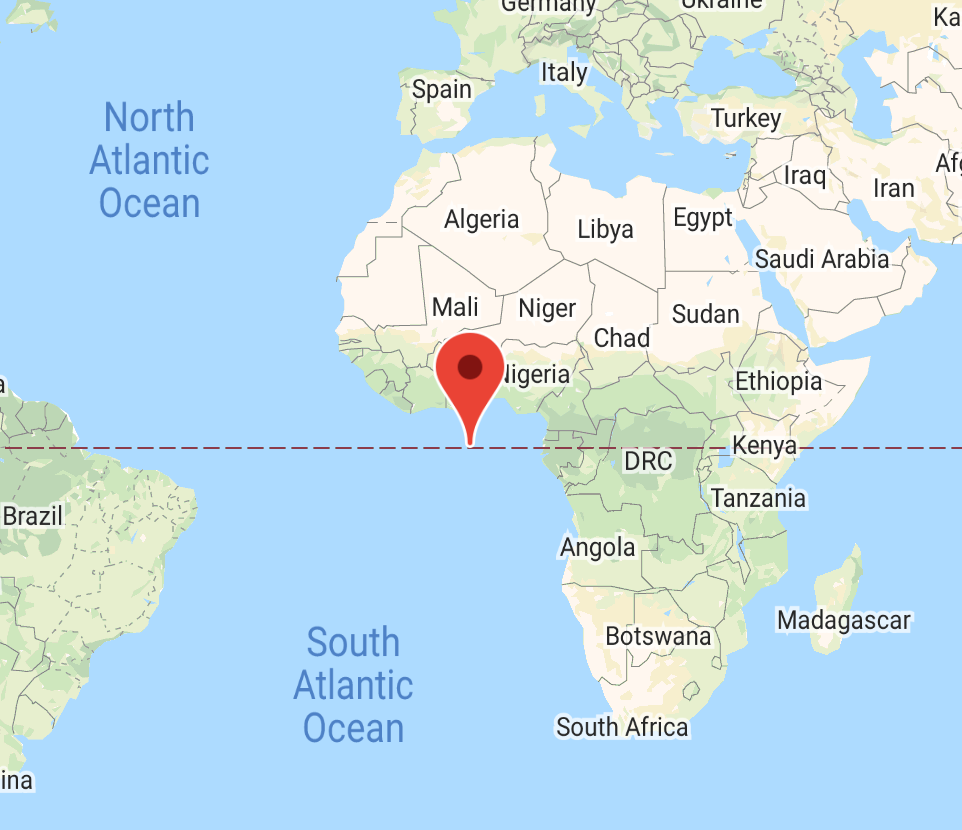 Germany
Ukraine
Ka
Italy
Spain
Turkey
North
Atlantic
Ocean
Iraq
Afg
Iran
Algeria
Libya
Egypt
Saudi Arabia
Mali
Niger
Sudan
Chad
Nigeria
Ethiopia
a
Kenya
DRC
Tanzania
Brazil
Angola
Madagascar
Botswana
South
Atlantic
Ocean
South Africa
ina